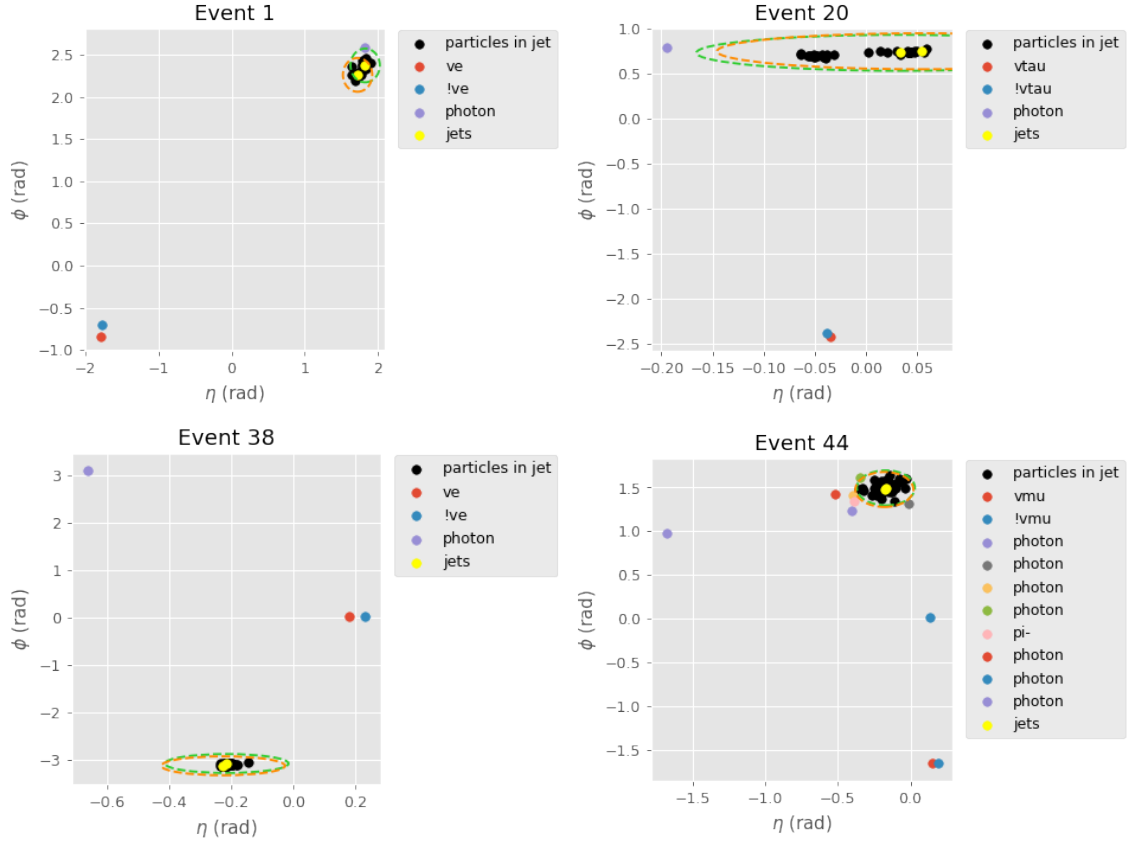 Event 1
2.5
2.0
1.5
1.0
0.5
0.0
−0.5
−1.0
ϕ (rad)
−2
−1
0
1
2
η (rad)
particles in jet
ve
!ve
photon
jets
Event 20
1.0
0.5
0.0
−0.5
−1.0
−1.5
−2.0
−2.5
ϕ (rad)
−0.20
−0.15
−0.10
−0.05
0.00
0.05
η (rad)
particles in jet
vtau
!vtau
photon
jets
Event 38
3
2
1
0
−1
−2
−3
ϕ (rad)
−0.6
−0.4
−0.2
0.0
0.2
η (rad)
particles in jet
ve
!ve
photon
jets
Event 44
1.5
1.0
0.5
0.0
−0.5
−1.0
−1.5
ϕ (rad)
−1.5
−1.0
−0.5
0.0
η (rad)
particles in jet
vmu
!vmu
photon
photon
photon
photon
pi-
photon
photon
photon
jets